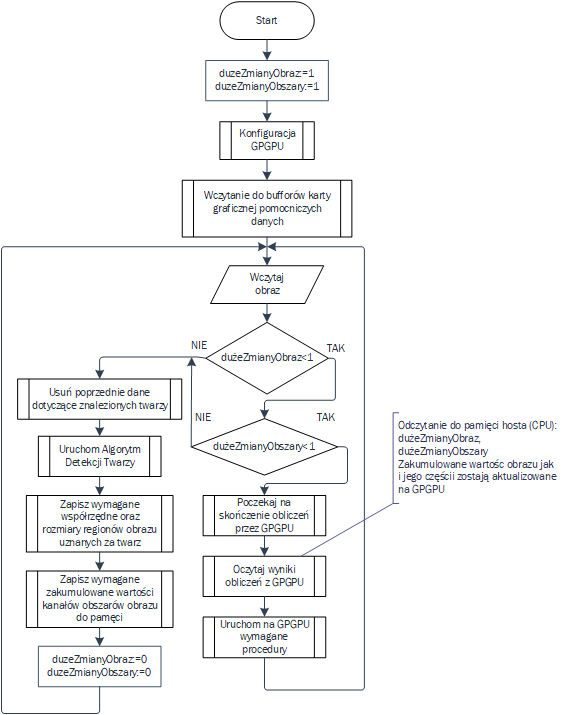 Start
duzeZmianyObraz:=1
duzeZmianyObszary:=1
Konfiguracja
GPGPU
Wczytanie do bufforów karty
graficznej pomocniczych
danych
Wczytaj
obraz
NIE
TAK
dużeZmianyObraz<1
Usuń poprzednie dane
dotyczące znalezionych twarzy
NIE
TAK
dużeZmianyObszary<1
Uruchom Algorytm
Detekcji Twarzy
Odczytanie do pamięci hosta (CPU):
dużeZmianyObraz,
dużeZmianyObszary
Zakumulowane wartośc obrazu jak
i jego częścii zostają aktualizowane
na GPGPU
Zapisz wymagane
współrzędne oraz
rozmiary regionów obrazu
uznanych za twarz
Poczekaj na
skończenie obliczeń
przez GPGPU
Zapisz wymagane
zakumulowane wartości
kanałów obszarów obrazu
do pamięci
Oczytaj wyniki
obliczeń z GPGPU
Uruchom na GPGPU
wymagane
procedury
duzeZmianyObraz:=0
duzeZmianyObszary:=0